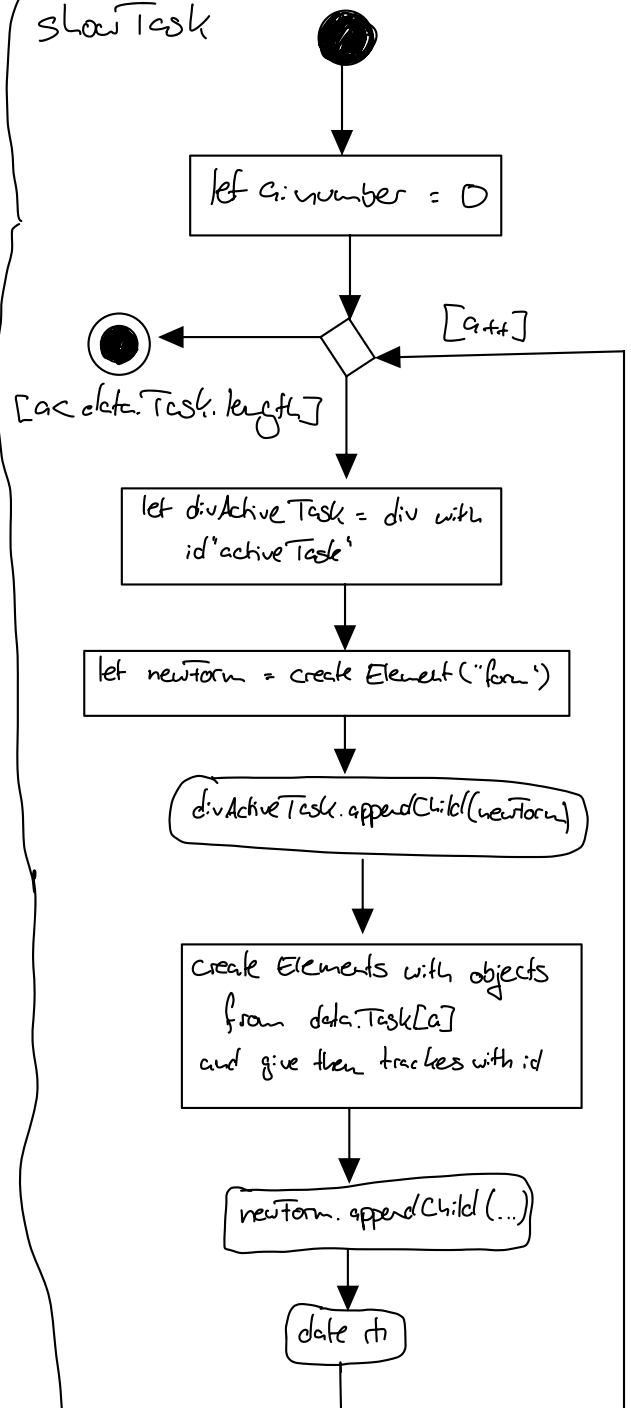 showTask
let a: number = 0
[a++]
[a< data.Task.length]
let divActiveTask = div with
id "activeTask"
let newForm = create Element ("form")
divActiveTask.appendChild(newForm)
create Elements with objects
from data.Task[a]
and give them with id
newForm.appendChild(...)
date